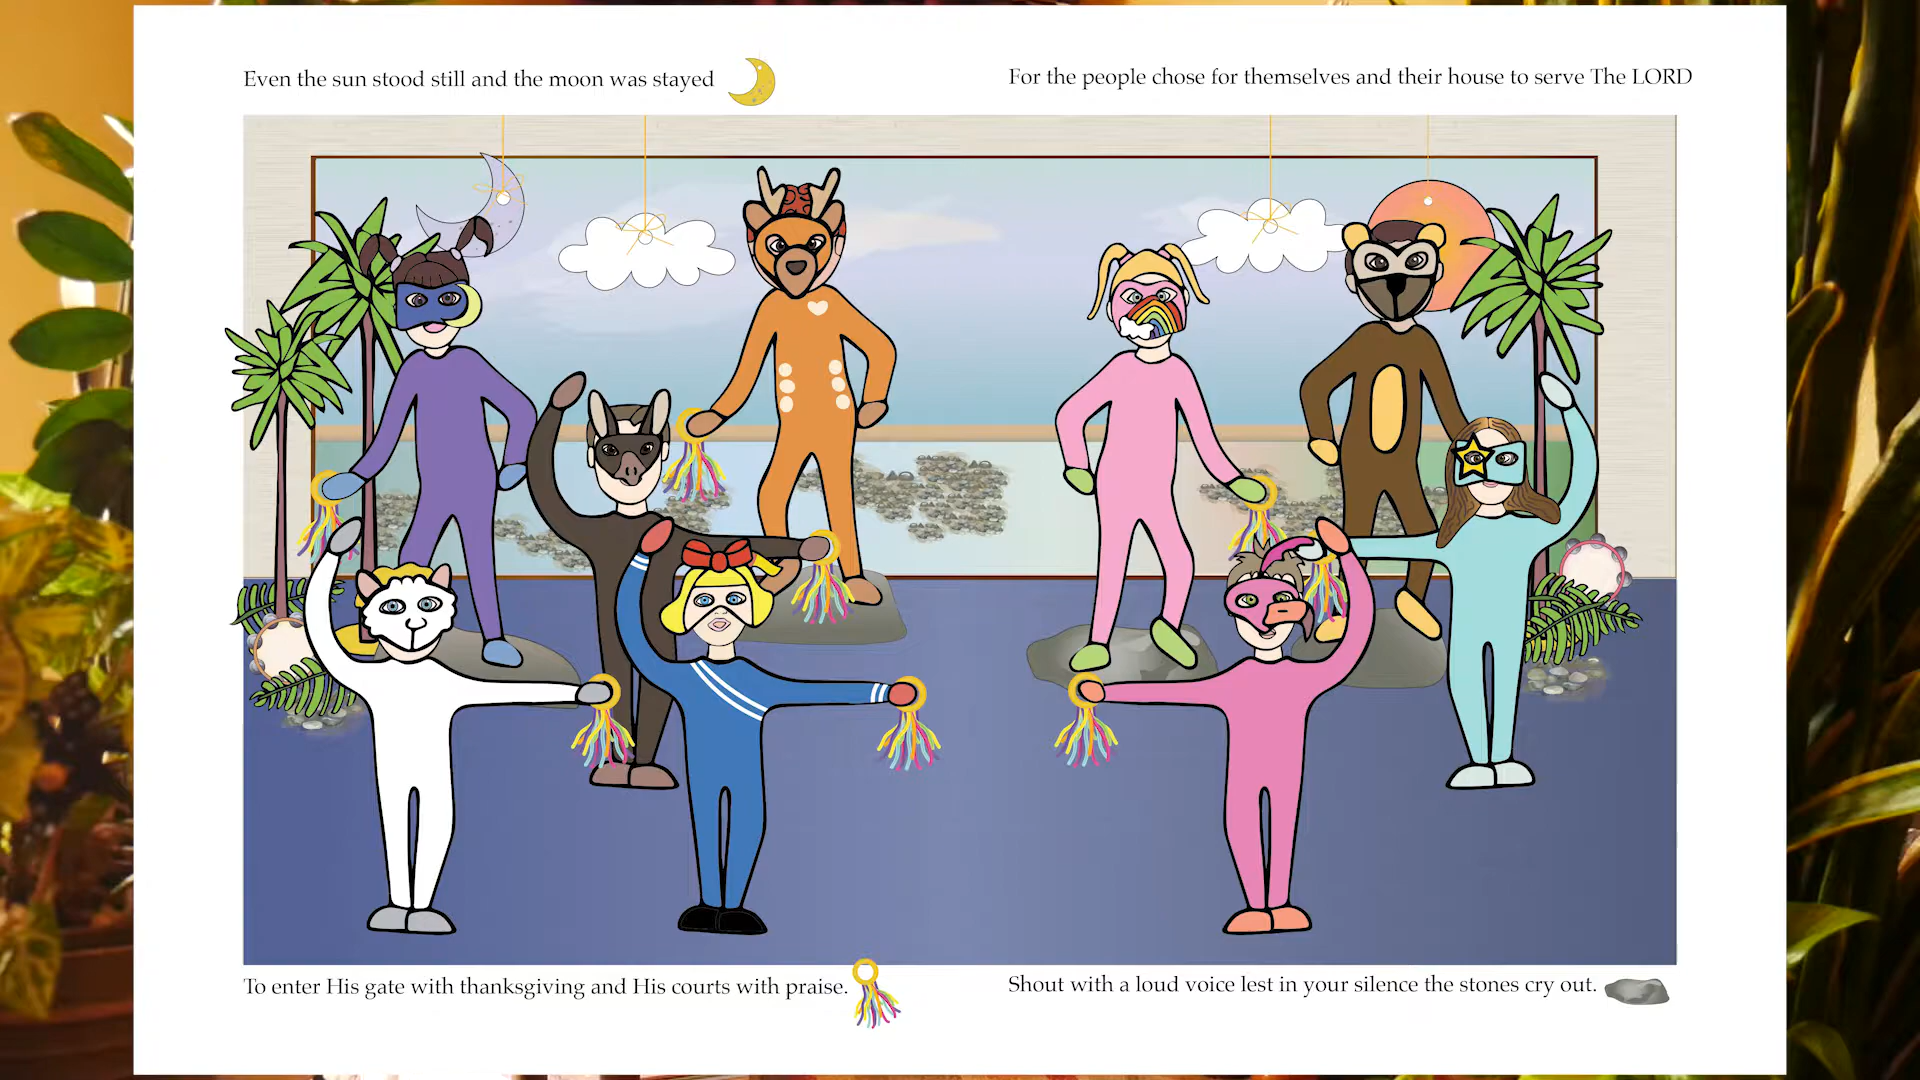 Even the sun stood still and the moon was stayed
For the people chose for themselves and their house to serve The LORD
To enter His gate with thanksgiving and His courts with praise.
Shout with a loud voice lest in your silence the stones cry out.